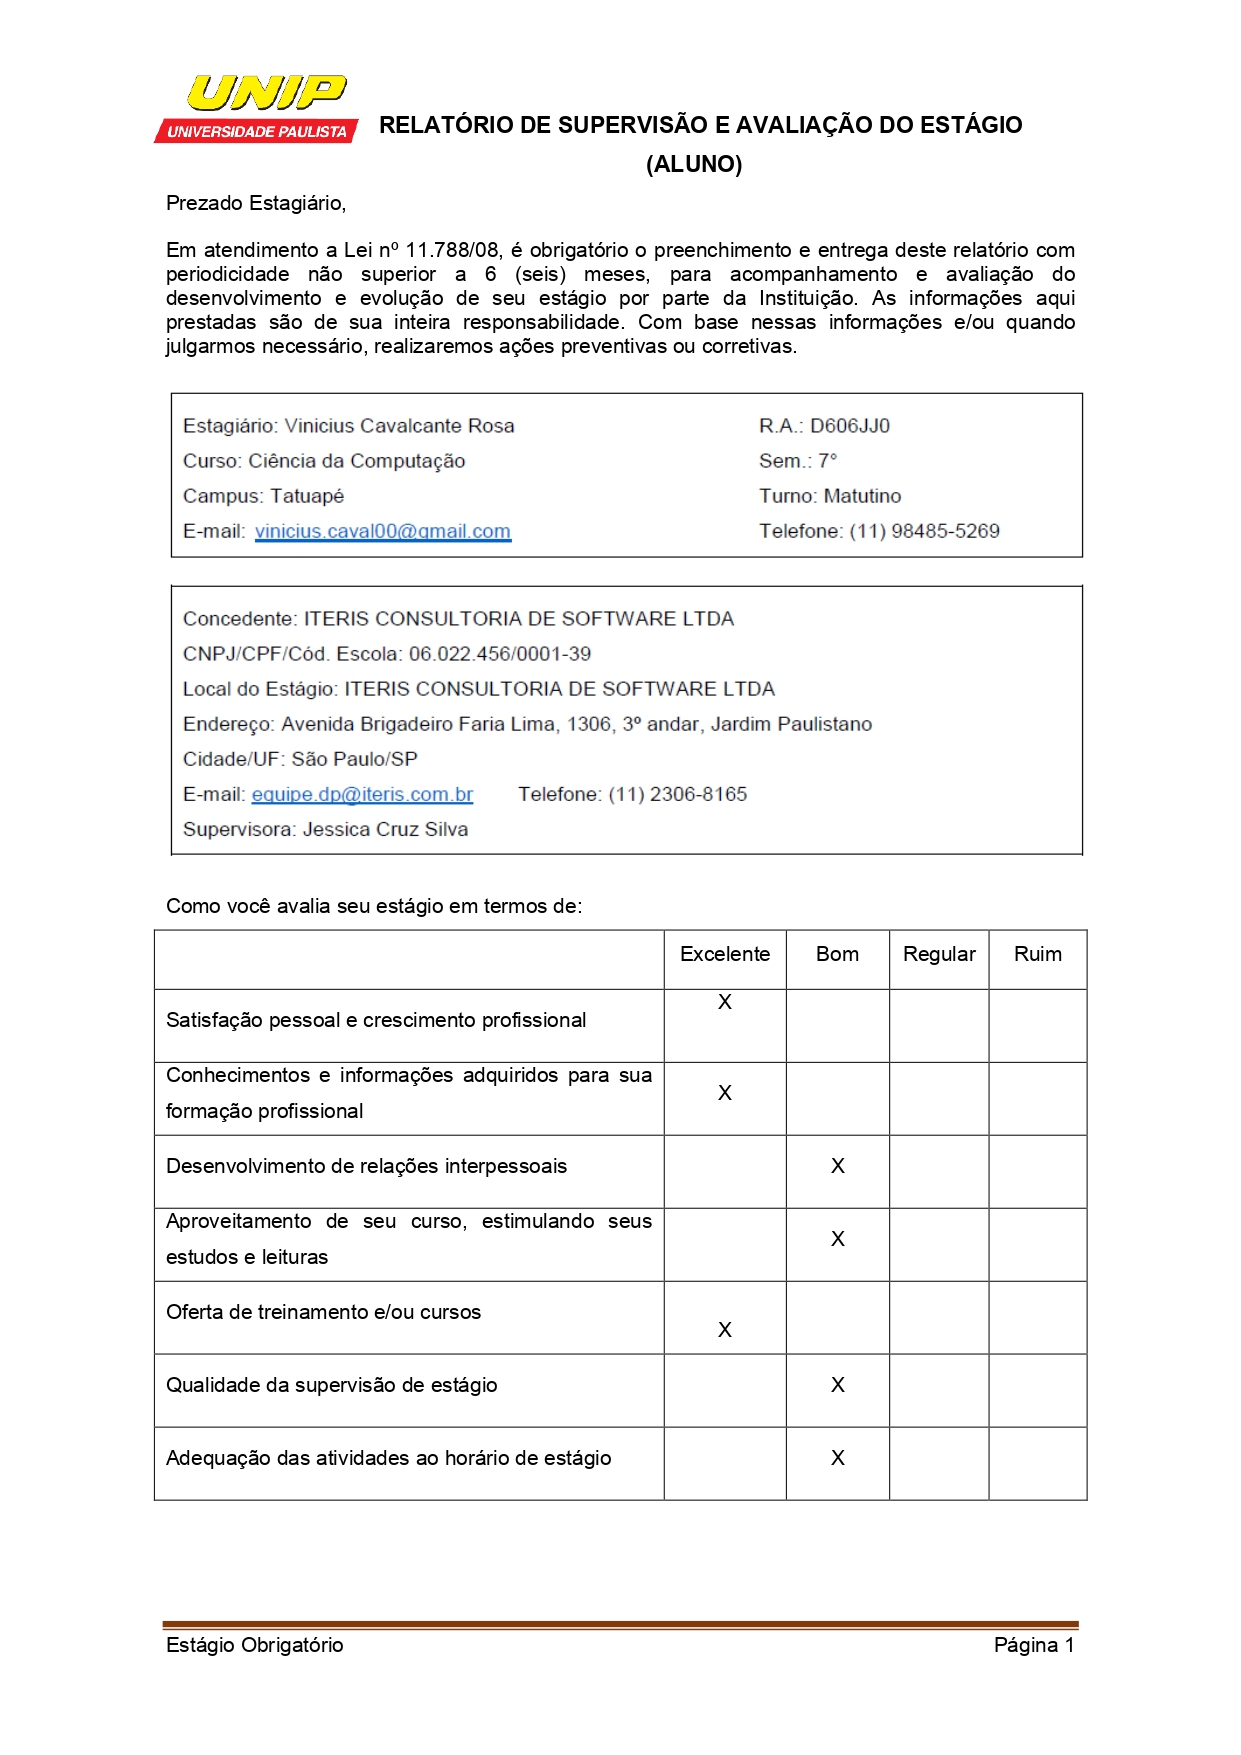 UNIP
UNIVERSIDADE PAULISTA
RELATÓRIO DE SUPERVISÃO E AVALIAÇÃO DO ESTÁGIO
(ALUNO)
Prezado Estagiário,
Em atendimento a Lei nº 11.788/08, é obrigatório o preenchimento e entrega deste relatório com
periodicidade não superior a 6 (seis) meses, para acompanhamento e avaliação do
desenvolvimento e evolução de seu estágio por parte da Instituição. As informações aqui
prestadas são de sua inteira responsabilidade. Com base nessas informações e/ou quando
julgarmos necessário, realizaremos ações preventivas ou corretivas.
Estagiário: Vinicius Cavalcante Rosa R.A.: D606JJ0
Curso: Ciência da Computação Sem.: 7°
Campus: Tatuapé Turno: Matutino
E-mail: vinicius.caval00@gmail.com Telefone: (11) 98485-5269
Concedente: ITERIS CONSULTORIA DE SOFTWARE LTDA
CNPJ/CPF/Cód. Escola: 06.022.456/0001-39
Local do Estágio: ITERIS CONSULTORIA DE SOFTWARE LTDA
Endereço: Avenida Brigadeiro Faria Lima, 1306, 3º andar, Jardim Paulistano
Cidade/UF: São Paulo/SP
E-mail: equipe.dp@iteris.com.br Telefone: (11) 2306-8165
Supervisora: Jessica Cruz Silva
Como você avalia seu estágio em termos de:
Excelente Bom Regular Ruim
Satisfação pessoal e crescimento profissional X
Conhecimentos e informações adquiridos para sua
formação profissional X
Desenvolvimento de relações interpessoais X
Aproveitamento de seu curso, estimulando seus
estudos e leituras X
Oferta de treinamento e/ou cursos X
Qualidade da supervisão de estágio X
Adequação das atividades ao horário de estágio X
Estágio Obrigatório Página 1